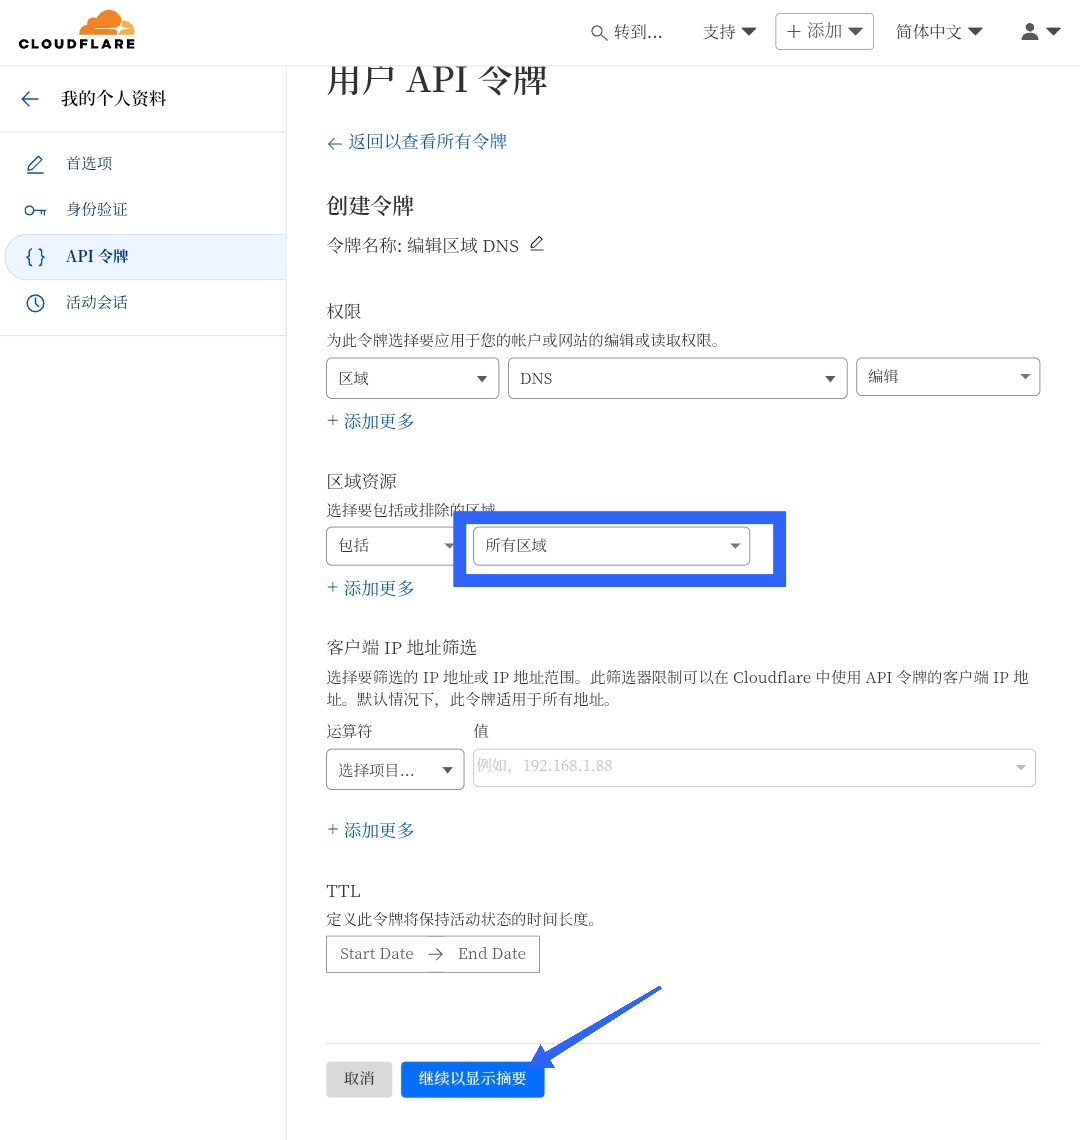 CLOUDFLARE
转到...
支持
+ 添加
简体中文
用户 API 令牌
← 我的个人资料
首选项
身份验证
API 令牌
活动会话
← 返回以查看所有令牌
创建令牌
令牌名称: 编辑区域 DNS
权限
为此令牌选择要应用于您的帐户或网站的编辑或读取权限。
区域
DNS
编辑
+ 添加更多
区域资源
选择要包括或排除的区域
包括
所有区域
+ 添加更多
客户端 IP 地址筛选
选择要筛选的 IP 地址或 IP 地址范围。此筛选器限制可以在 Cloudflare 中使用 API 令牌的客户端 IP 地
址。默认情况下，此令牌适用于所有地址。
运算符
值
选择项目...
例如，192.168.1.88
+ 添加更多
TTL
定义此令牌将保持活动状态的时间长度。
Start Date → End Date
取消
继续以显示摘要